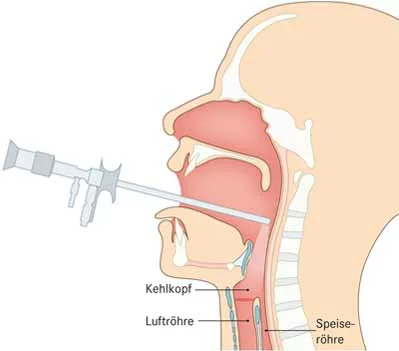 Kehlkopf
Luftröhre
Speise-
röhre